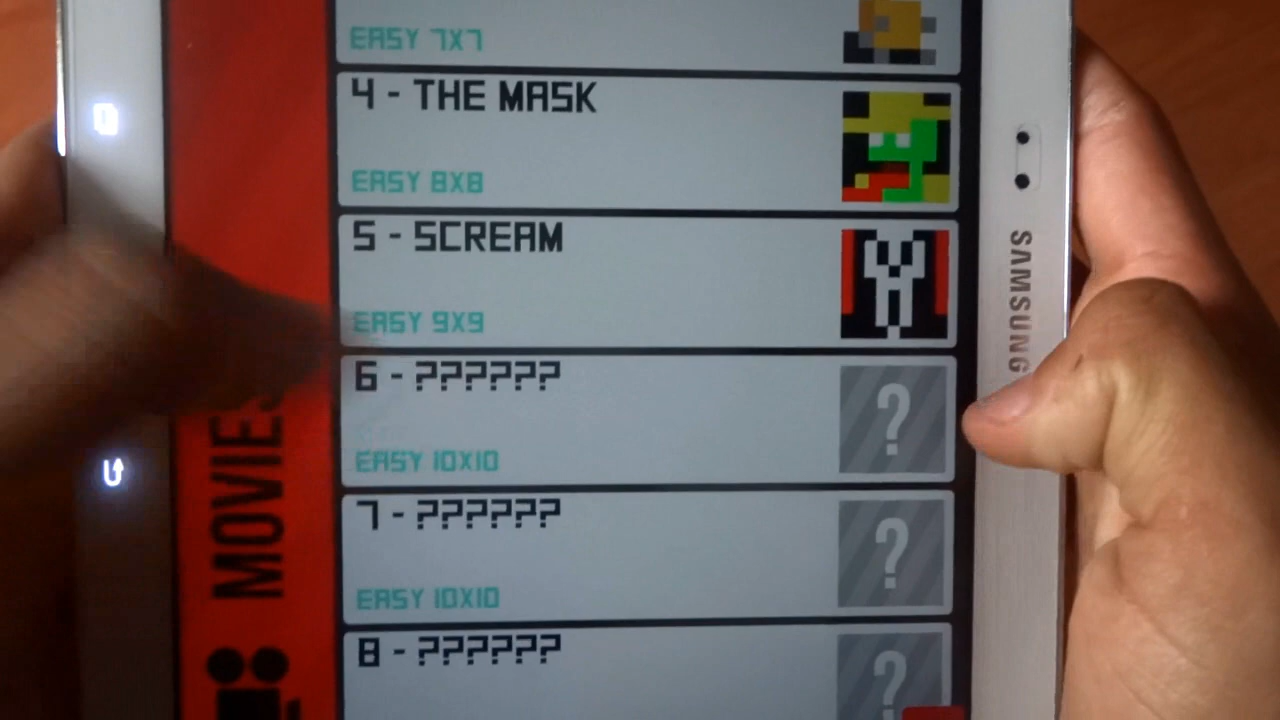 EASY 7X7
4 - THE MASK
EASY 8X8
5 - SCREAM
EASY 9X9
6 - ??????
EASY 10X10
7 - ??????
EASY 10X10
8 - ??????
?
?
?
MOVIES
SAMSUNG